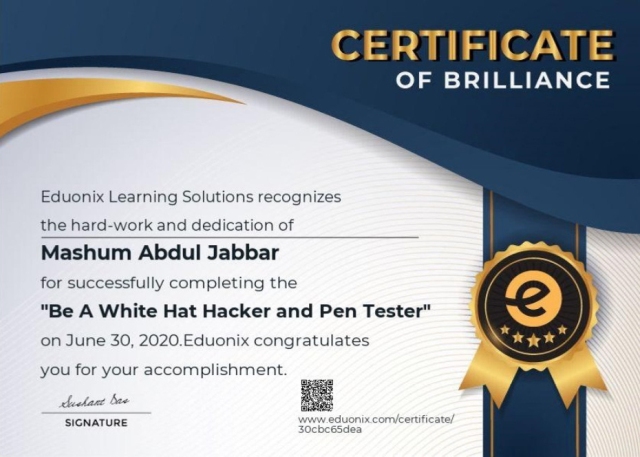 CERTIFICATE
OF BRILLIANCE
Eduonix Learning Solutions recognizes
the hard-work and dedication of
Mashum Abdul Jabbar
for successfully completing the
"Be A White Hat Hacker and Pen Tester"
on June 30, 2020.Eduonix congratulates
you for your accomplishment.
Sushant Das
SIGNATURE
www.eduonix.com/certificate/
30cbc65dea
e